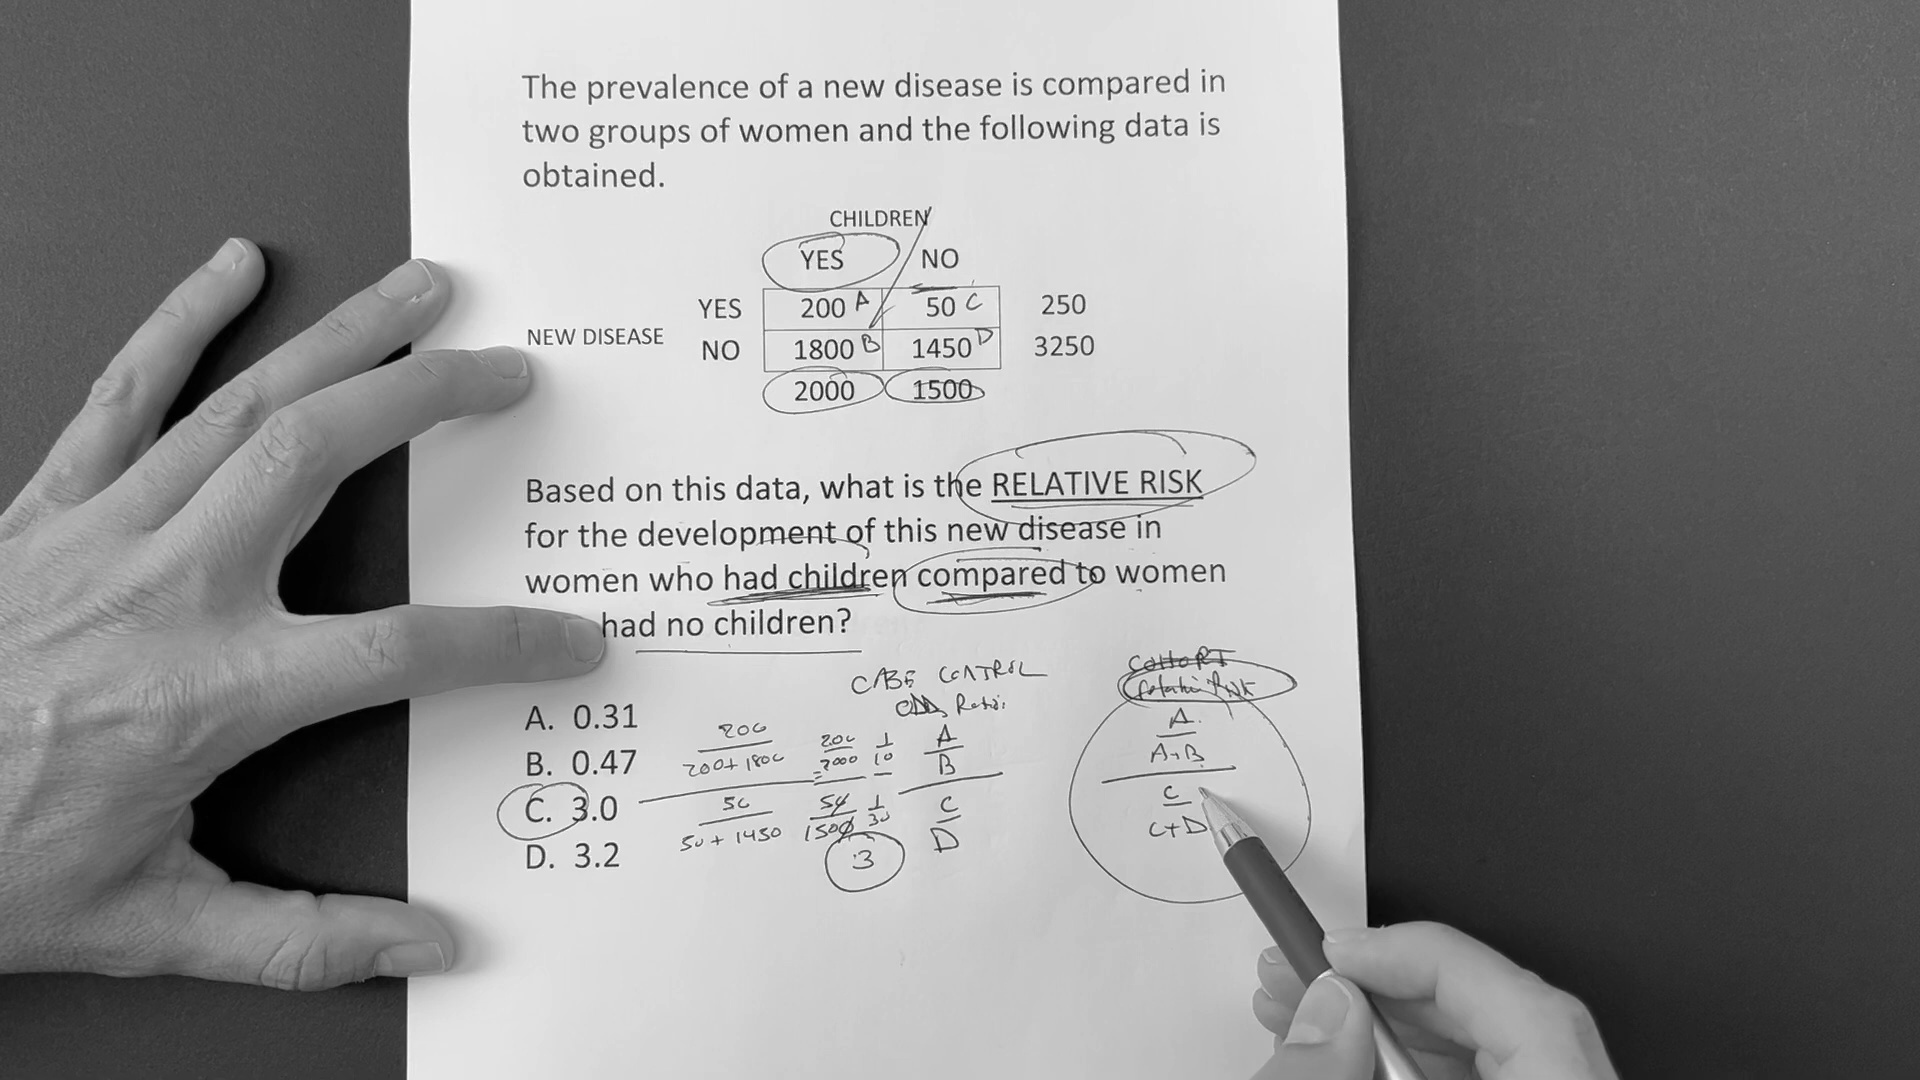 The prevalence of a new disease is compared in
two groups of women and the following data is
obtained.
CHILDREN
YES NO
YES 200 A 50 C 250
NEW DISEASE
NO 1800 B 1450 D 3250
2000 1500
Based on this data, what is the RELATIVE RISK
for the development of this new disease in
women who had children compared to women
had no children?
A. 0.31
B. 0.47
C. 3.0
D. 3.2
CASE CONTROL
COHORT
A
A+B
C
C+D
A
B
C
D
200
200+1800
50
50+1450
200
2000
=
1
10
50
1500
1
30
3